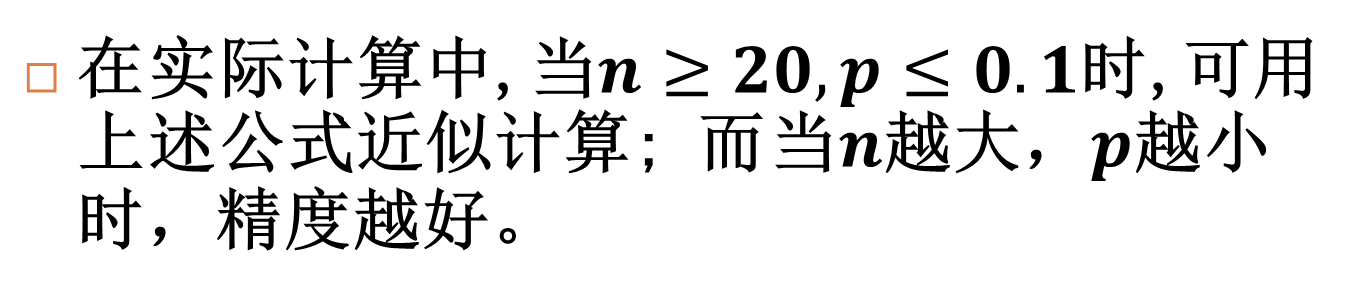 在实际计算中, 当n ≥ 20, p ≤ 0.1时, 可用
上述公式近似计算；而当n越大，p越小
时，精度越好。